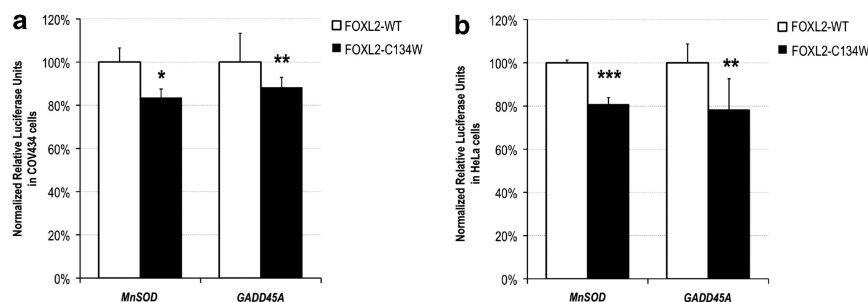 a
Normalized Relative Luciferase Units
in COV434 cells
120%
100%
80%
60%
40%
20%
0%
*
**
MnSOD
GADD45A
FOXL2-WT
FOXL2-C134W
b
Normalized Relative Luciferase Units
in HeLa cells
120%
100%
80%
60%
40%
20%
0%
***
**
MnSOD
GADD45A
FOXL2-WT
FOXL2-C134W